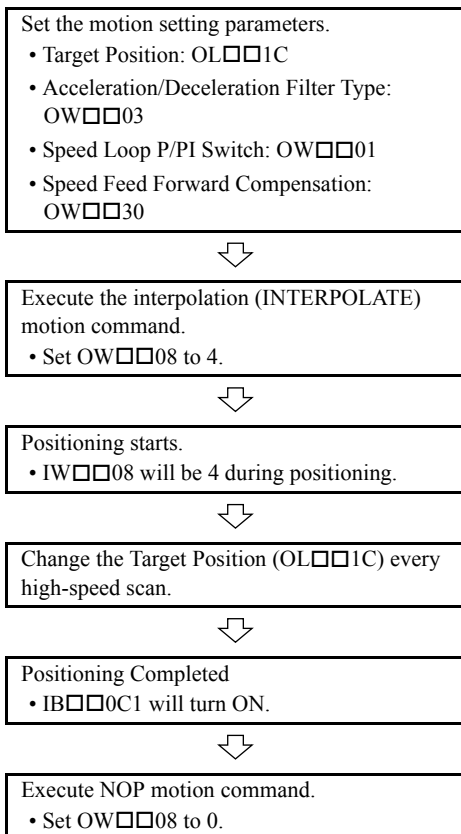 Set the motion setting parameters.
• Target Position: OL□□1C
• Acceleration/Deceleration Filter Type:
OW□□03
• Speed Loop P/PI Switch: OW□□01
• Speed Feed Forward Compensation:
OW□□30
Execute the interpolation (INTERPOLATE)
motion command.
• Set OW□□08 to 4.
Positioning starts.
• IW□□08 will be 4 during positioning.
Change the Target Position (OL□□1C) every
high-speed scan.
Positioning Completed
• IB□□0C1 will turn ON.
Execute NOP motion command.
• Set OW□□08 to 0.